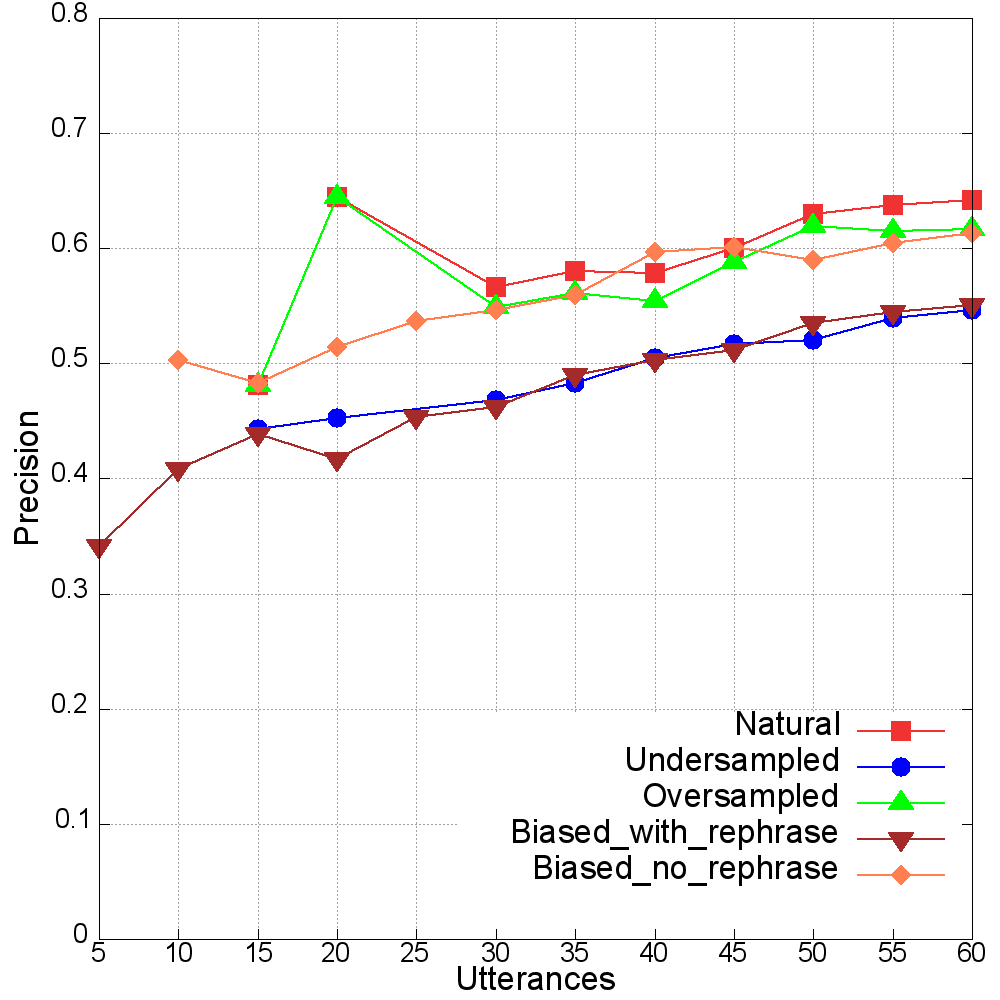 0.8
0.7
0.6
0.5
0.4
0.3
0.2
0.1
0
Precision
Natural
Undersampled
Oversampled
Biased_with_rephrase
Biased_no_rephrase
5 10 15 20 25 30 35 40 45 50 55 60
Utterances